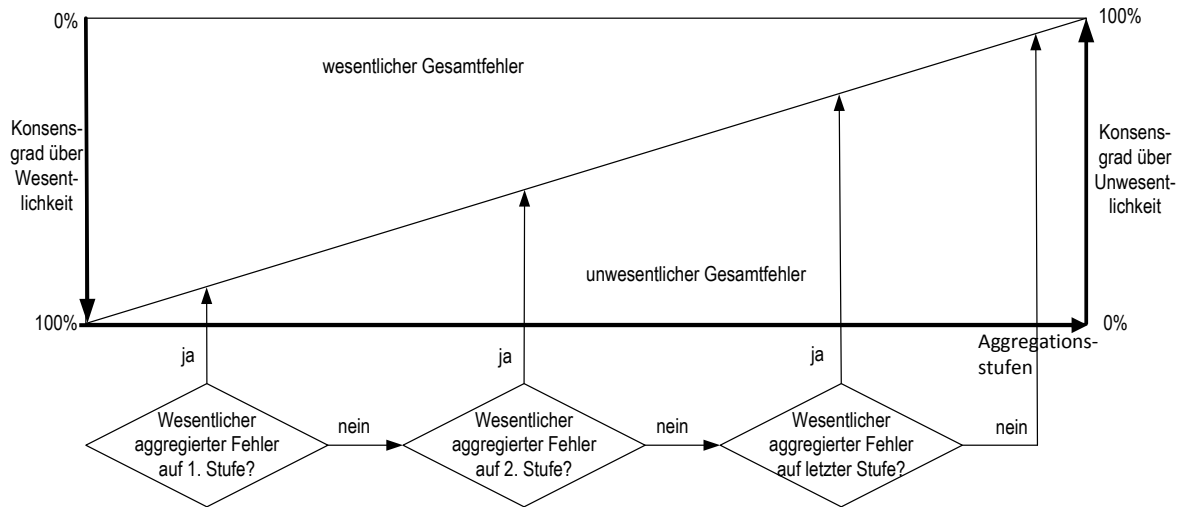 0%
100%
wesentlicher Gesamtfehler
Konsens-
grad über
Wesent-
lichkeit
Konsens-
grad über
Unwesent-
lichkeit
unwesentlicher Gesamtfehler
100%
0%
Aggregations-
stufen
ja
ja
ja
Wesentlicher
aggregierter Fehler
auf 1. Stufe?
nein
Wesentlicher
aggregierter Fehler
auf 2. Stufe?
nein
Wesentlicher
aggregierter Fehler
auf letzter Stufe?
nein